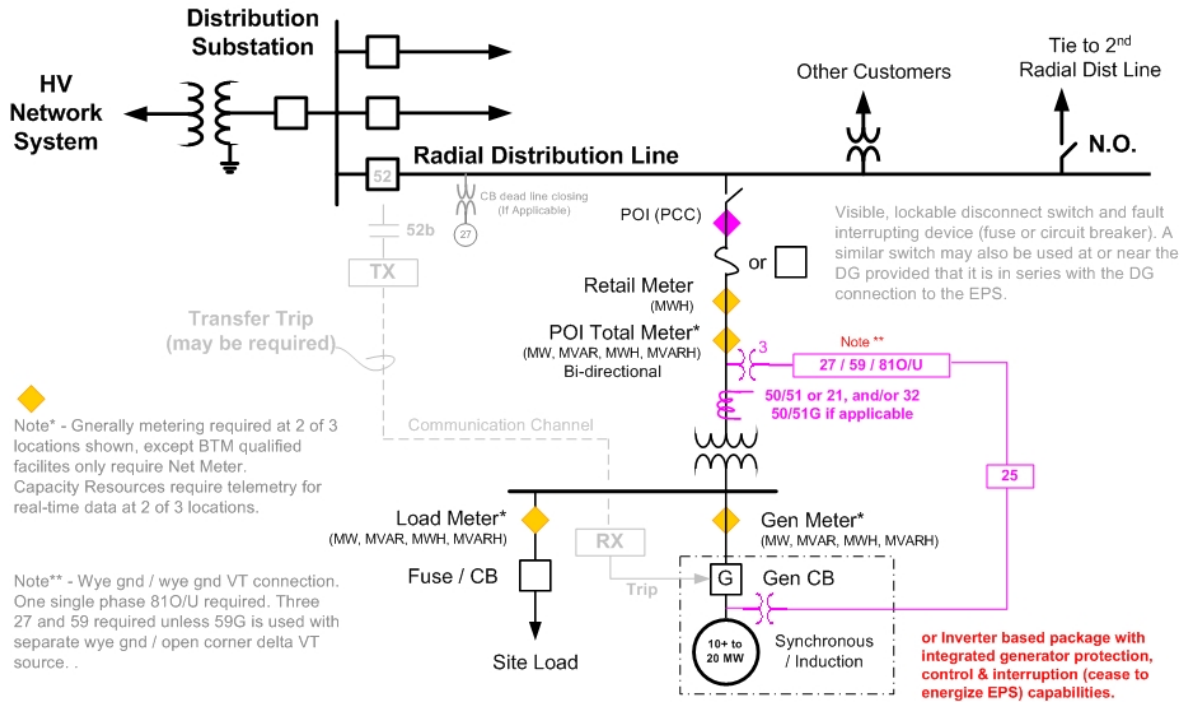 Distribution
Substation
HV
Network
System
Other Customers
Tie to 2nd
Radial Dist Line
N.O.
Radial Distribution Line
52
CB dead line closing
(If Applicable)
27
52b
TX
POI (PCC)
or
Visible, lockable disconnect switch and fault
interrupting device (fuse or circuit breaker). A
similar switch may also be used at or near the
DG provided that it is in series with the DG
connection to the EPS.
Retail Meter
(MWH)
Transfer Trip
(may be required)
POI Total Meter*
(MW, MVAR, MWH, MVARH)
Bi-directional
3
Note **
27 / 59 / 81O/U
50/51 or 21, and/or 32
50/51G if applicable
Note* - Gnerally metering required at 2 of 3
locations shown, except BTM qualified
facilites only require Net Meter.
Capacity Resources require telemetry for
real-time data at 2 of 3 locations.
Communication Channel
25
Load Meter*
(MW, MVAR, MWH, MVARH)
RX
Gen Meter*
(MW, MVAR, MWH, MVARH)
Fuse / CB
Trip
G
Gen CB
Note** - Wye gnd / wye gnd VT connection.
One single phase 81O/U required. Three
27 and 59 required unless 59G is used with
separate wye gnd / open corner delta VT
source. .
Site Load
10+ to
20 MW
Synchronous
/ Induction
or Inverter based package with
integrated generator protection,
control & interruption (cease to
energize EPS) capabilities.